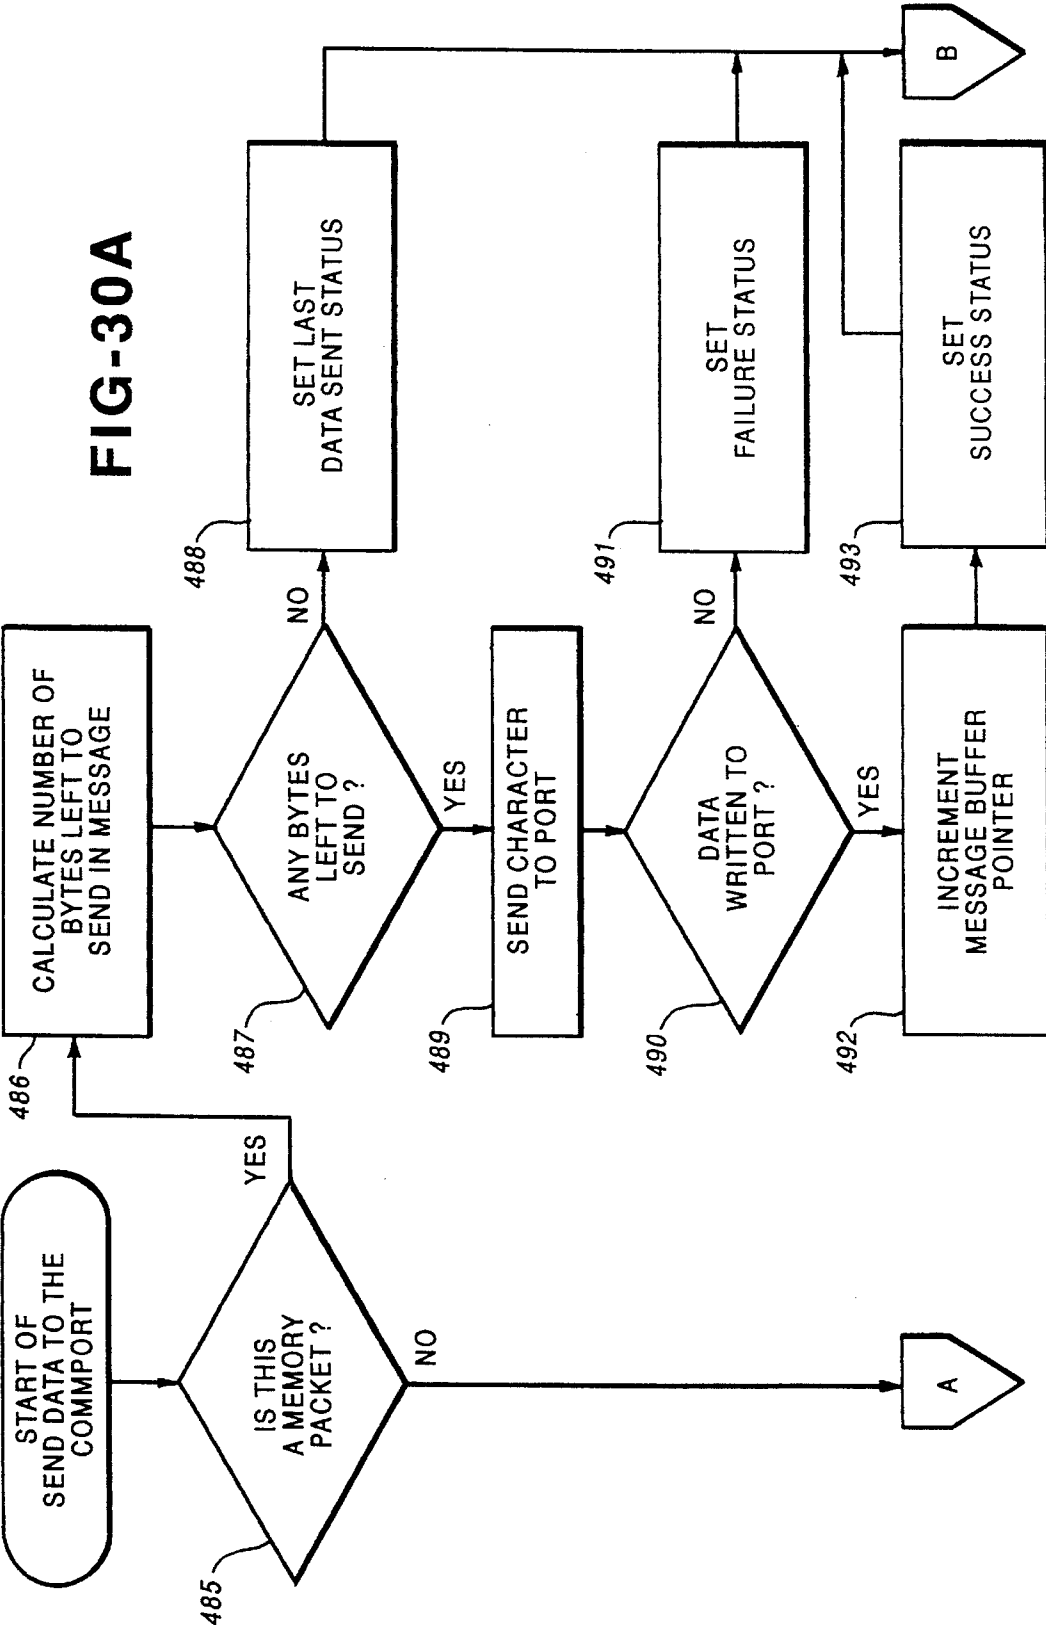 FIG-30A
START OF
SEND DATA TO THE
COMMPORT
485
IS THIS
A MEMORY
PACKET ?
YES
NO
A
486
CALCULATE NUMBER OF
BYTES LEFT TO
SEND IN MESSAGE
487
ANY BYTES
LEFT TO
SEND ?
NO
YES
488
SET LAST
DATA SENT STATUS
489
SEND CHARACTER
TO PORT
490
DATA
WRITTEN TO
PORT ?
NO
YES
491
SET
FAILURE STATUS
492
INCREMENT
MESSAGE BUFFER
POINTER
493
SET
SUCCESS STATUS
B